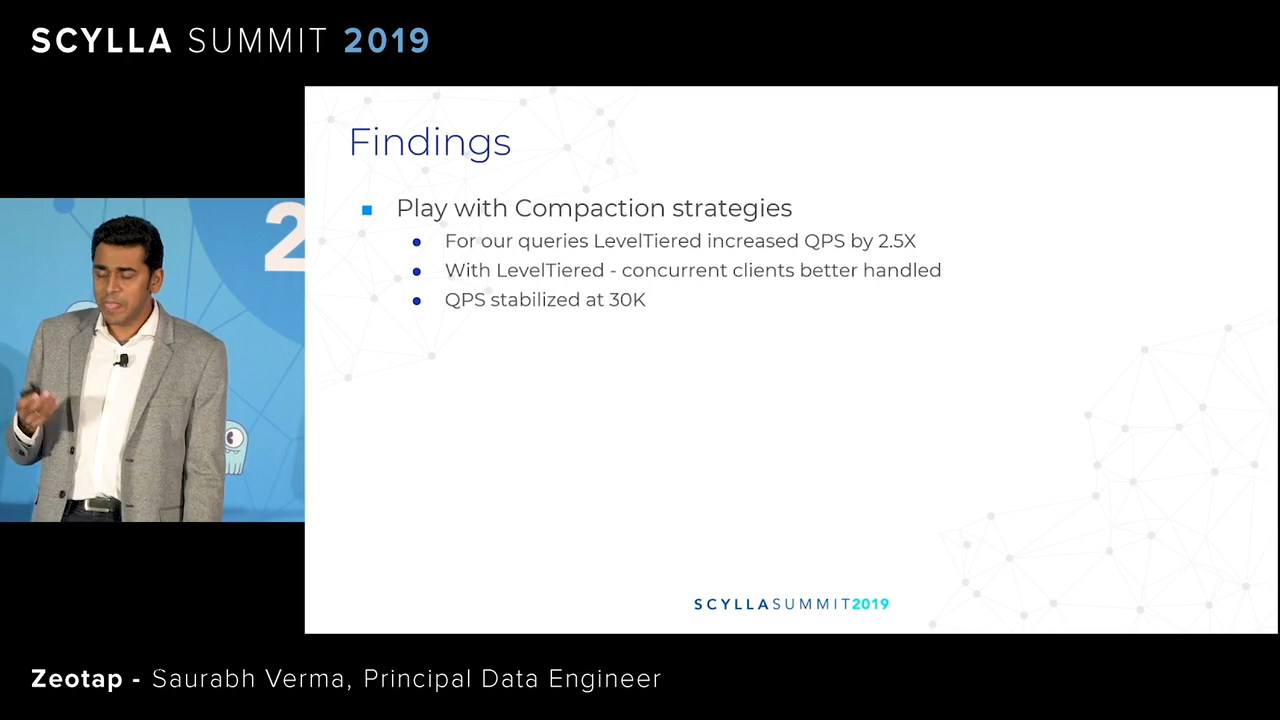 SCYLLA SUMMIT 2019
2
Findings
Play with Compaction strategies
For our queries LevelTiered increased QPS by 2.5X
With LevelTiered - concurrent clients better handled
QPS stabilized at 30K
SCYLLASUMMIT2019
Zeotap - Saurabh Verma, Principal Data Engineer